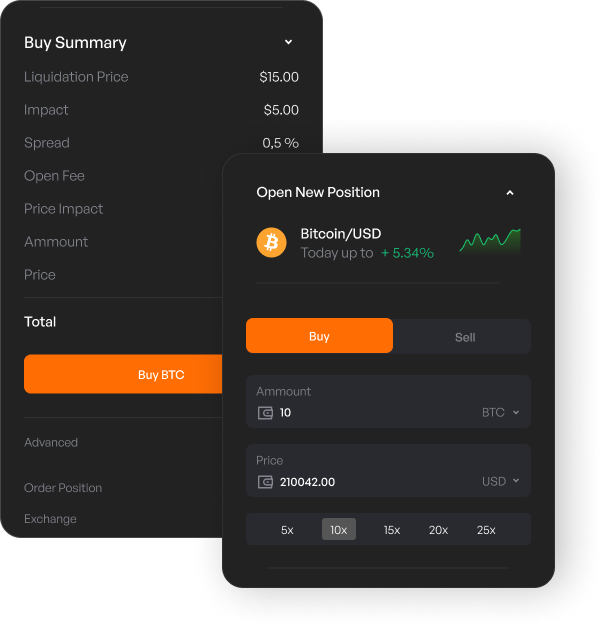 Buy Summary
Liquidation Price $15.00
Impact $5.00
Spread 0,5 %
Open Fee
Price Impact
Ammount
Price
Total
Buy BTC
Advanced
Order Position
Exchange
Open New Position
Bitcoin/USD
Today up to + 5.34%
Buy Sell
Ammount
10 BTC
Price
210042.00 USD
5x 10x 15x 20x 25x